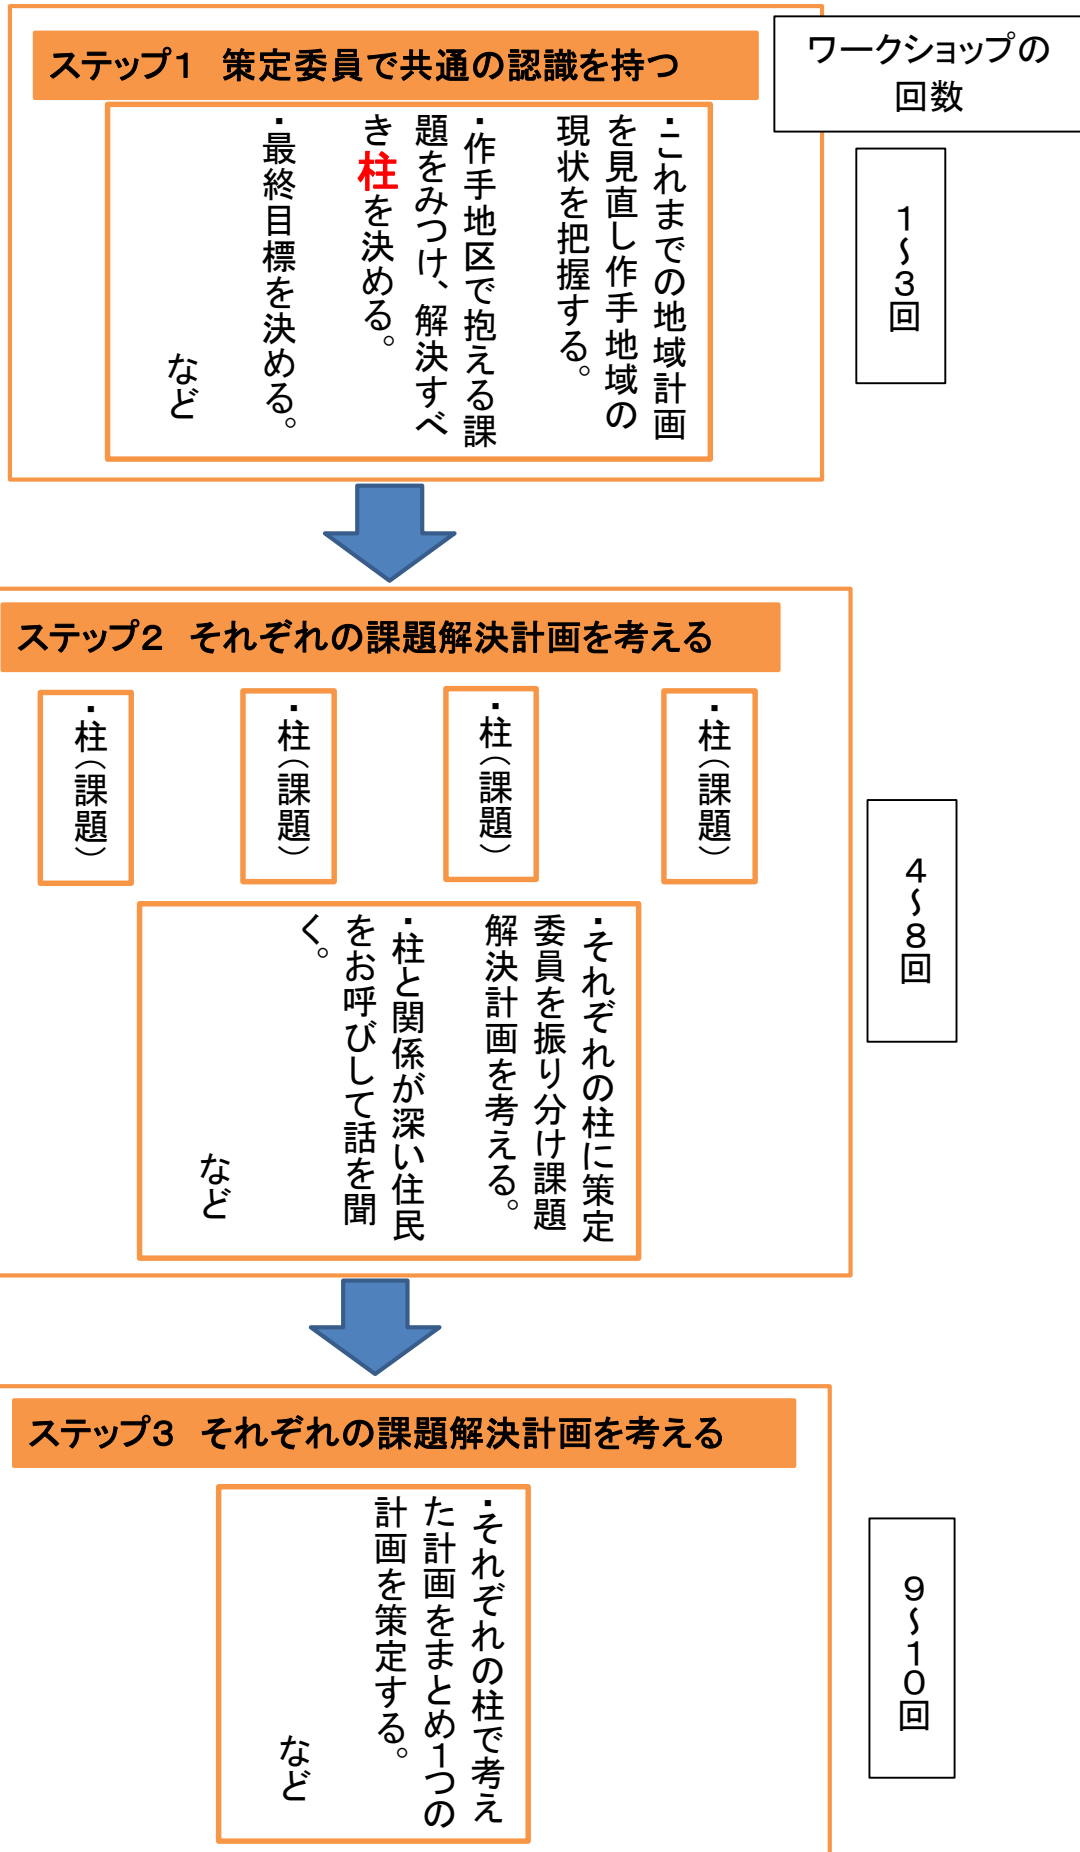 ワークショップの
回数
ステップ1　策定委員で共通の認識を持つ
・これまでの地域計画
を見直し作手地域の
現状を把握する。
・作手地区で抱える課
題をみつけ、解決すべ
き柱を決める。
・最終目標を決める。
など
1～3回
ステップ2　それぞれの課題解決計画を考える
・柱（課題）
・柱（課題）
・柱（課題）
・柱（課題）
・それぞれの柱に策定
委員を振り分け課題
解決計画を考える。
・柱と関係が深い住民
をお呼びして話を聞
く。
など
4～8回
ステップ3　それぞれの課題解決計画を考える
・それぞれの柱で考え
た計画をまとめ1つの
計画を策定する。
など
9～10回